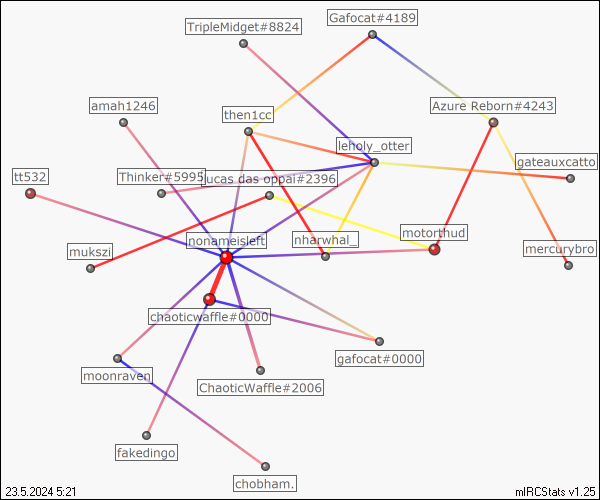 Gafocat#4189
TripleMidget#8824
amah1246
then1cc
Azure Reborn#4243
leholy_otter
gateauxcatto
tt532
Thinker#5995
lucas das oppai#2396
nonameisleft
nharwhal_
motorthud
mukszi
mercurybro
chaoticwaffle#0000
gafocat#0000
moonraven
ChaoticWaffle#2006
fakedingo
chobham.
23.5.2024 5:21
mIRCStats v1.25